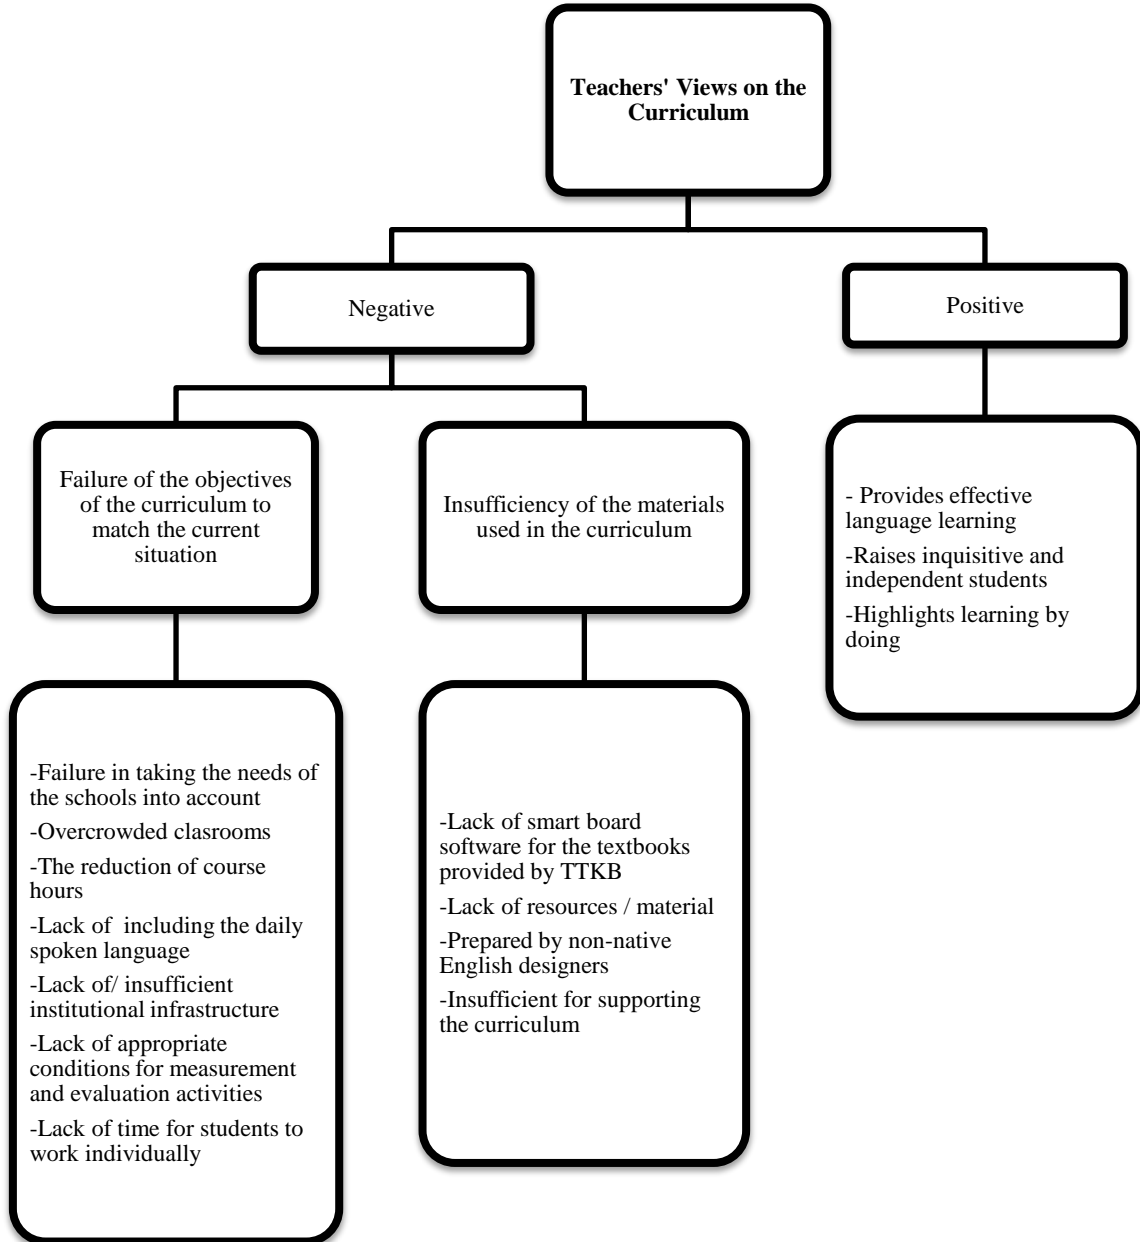 Teachers' Views on the
Curriculum
Negative
Positive
Failure of the objectives
of the curriculum to
match the current
situation
Insufficiency of the materials
used in the curriculum
- Provides effective
language learning
-Raises inquisitive and
independent students
-Highlights learning by
doing
-Failure in taking the needs of
the schools into account
-Overcrowded clasrooms
-The reduction of course
hours
-Lack of  including the daily
spoken language
-Lack of/ insufficient
institutional infrastructure
-Lack of appropriate
conditions for measurement
and evaluation activities
-Lack of time for students to
work individually
-Lack of smart board
software for the textbooks
provided by TTKB
-Lack of resources / material
-Prepared by non-native
English designers
-Insufficient for supporting
the curriculum